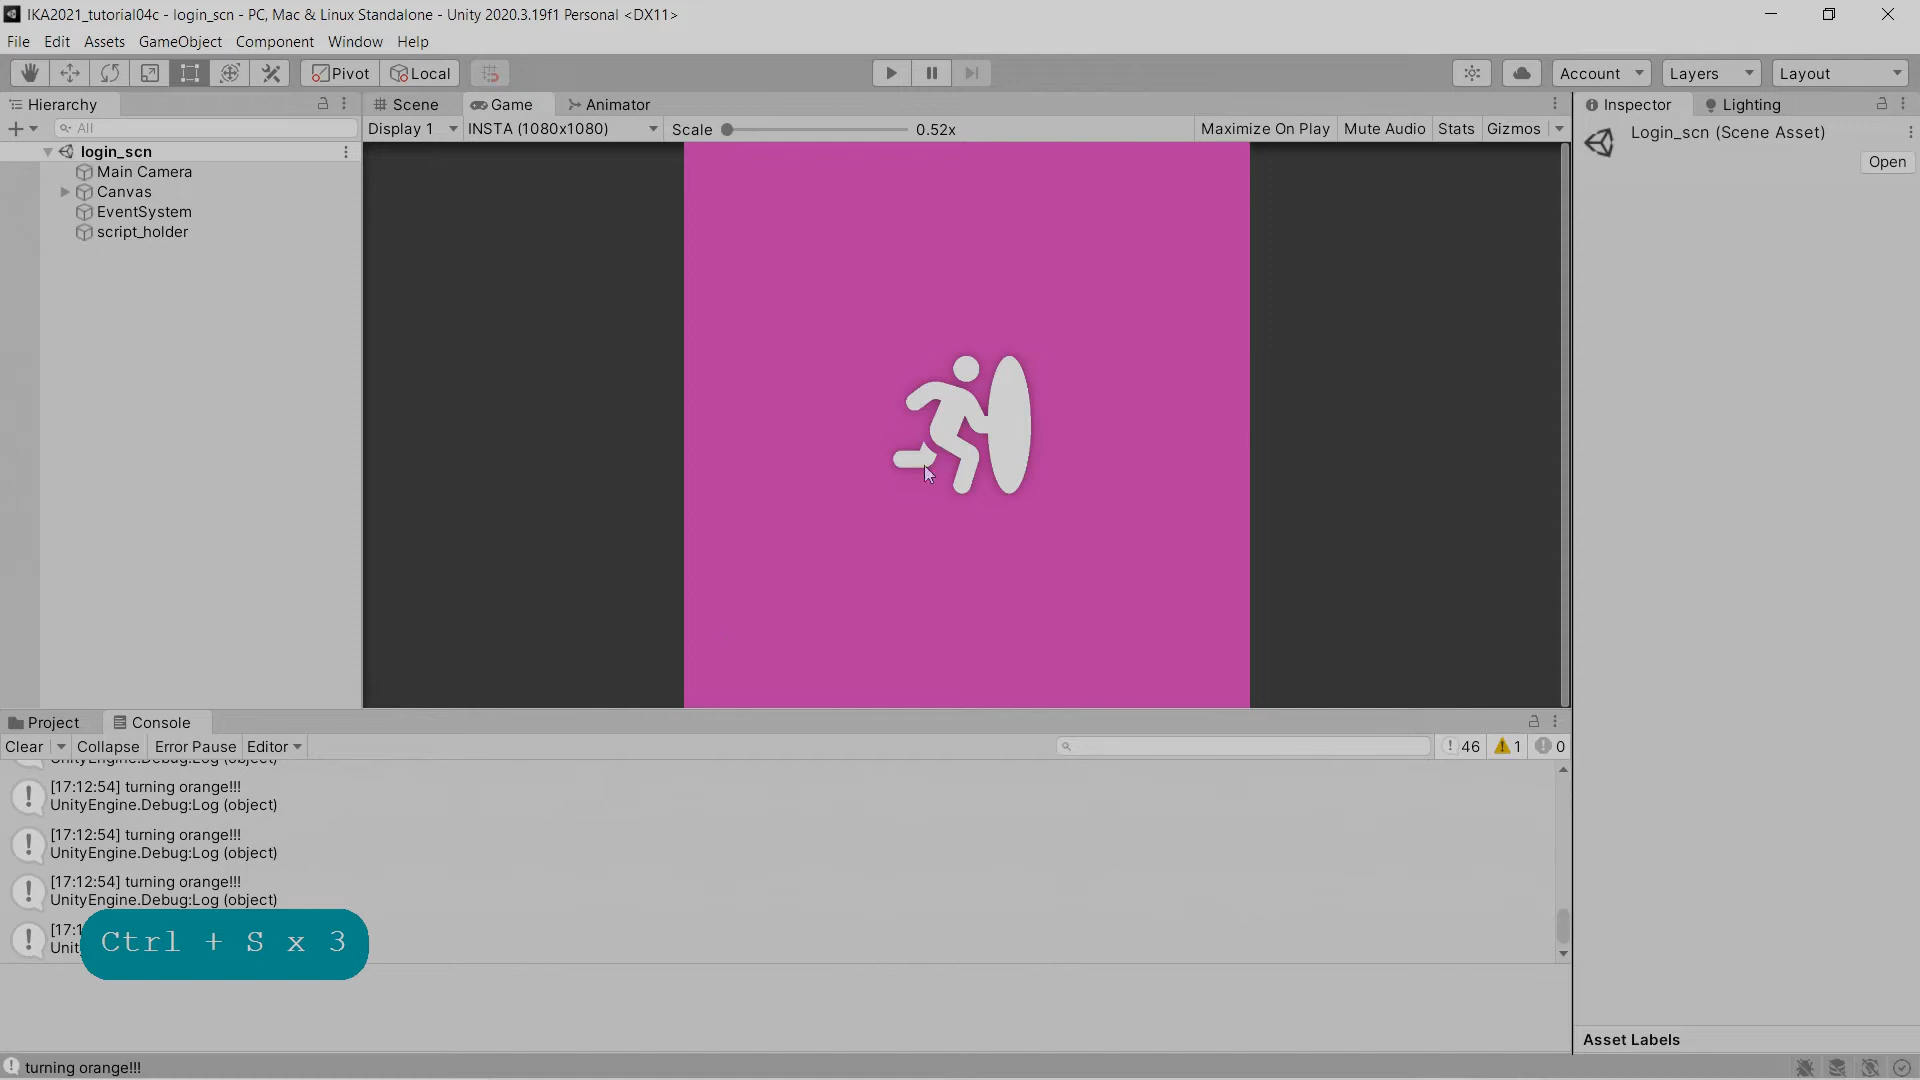 IKA2021_tutorial04c - login_scn - PC, Mac & Linux Standalone - Unity 2020.3.19f1 Personal <DX11>
File Edit Assets GameObject Component Window Help
Pivot Local Account Layers Layout
Hierarchy
All
login_scn
Main Camera
Canvas
EventSystem
script_holder
Scene Game Animator
Display 1 INSTA (1080x1080) Scale 0.52x Maximize On Play Mute Audio Stats Gizmos
Inspector Lighting
Login_scn (Scene Asset)
Open
Project Console
Clear Collapse Error Pause Editor 46 1 0
UnityEngine.Debug:Log (object)
[17:12:54] turning orange!!!
UnityEngine.Debug:Log (object)
[17:12:54] turning orange!!!
UnityEngine.Debug:Log (object)
[17:12:54] turning orange!!!
UnityEngine.Debug:Log (object)
Ctrl + S x 3
Asset Labels
turning orange!!!